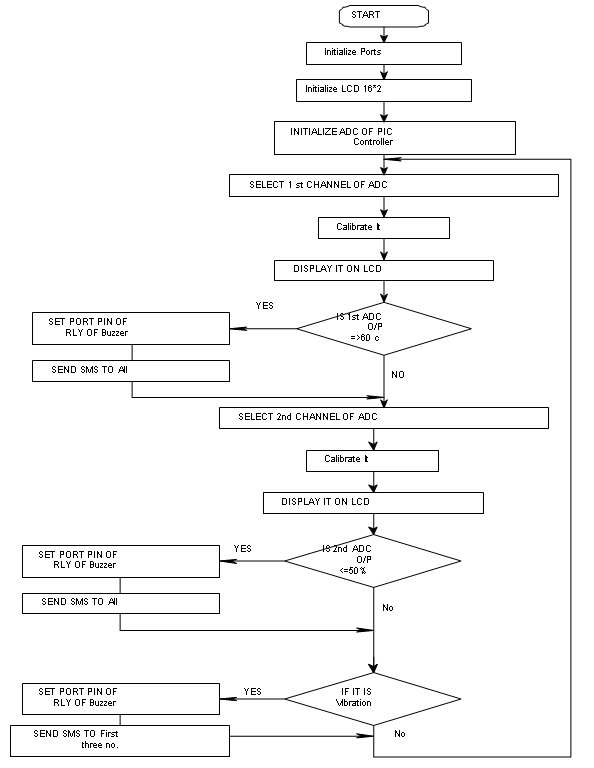 START
Initialize Ports
Initialize LCD 16*2
INITIALIZE ADC OF PIC
Controller
SELECT 1 st CHANNEL OF ADC
Calibrate It
DISPLAY IT ON LCD
IS 1st ADC
O/P
=>60 c
YES
SET PORT PIN OF
RLY OF Buzzer
SEND SMS TO All
NO
SELECT 2nd CHANNEL OF ADC
Calibrate It
DISPLAY IT ON LCD
IS 2nd ADC
O/P
<=50%
YES
SET PORT PIN OF
RLY OF Buzzer
SEND SMS TO All
No
IF IT IS
Vibration
YES
SET PORT PIN OF
RLY OF Buzzer
SEND SMS TO First
three no.
No